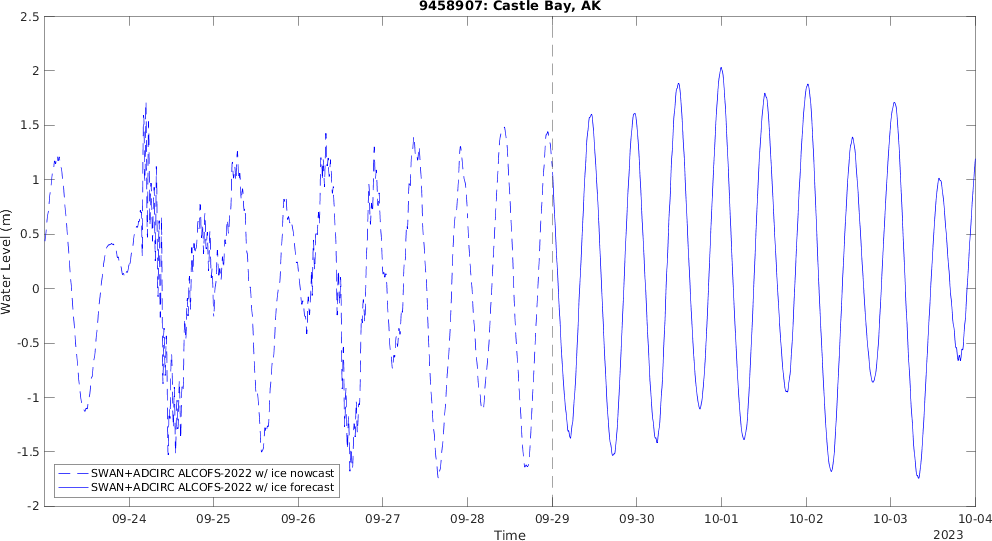 9458907: Castle Bay, AK
2.5
2
1.5
1
0.5
0
-0.5
-1
-1.5
-2
Water Level (m)
SWAN+ADCIRC ALCOFS-2022 w/ ice nowcast
SWAN+ADCIRC ALCOFS-2022 w/ ice forecast
09-24 09-25 09-26 09-27 09-28 09-29 09-30 10-01 10-02 10-03 10-04
Time
2023